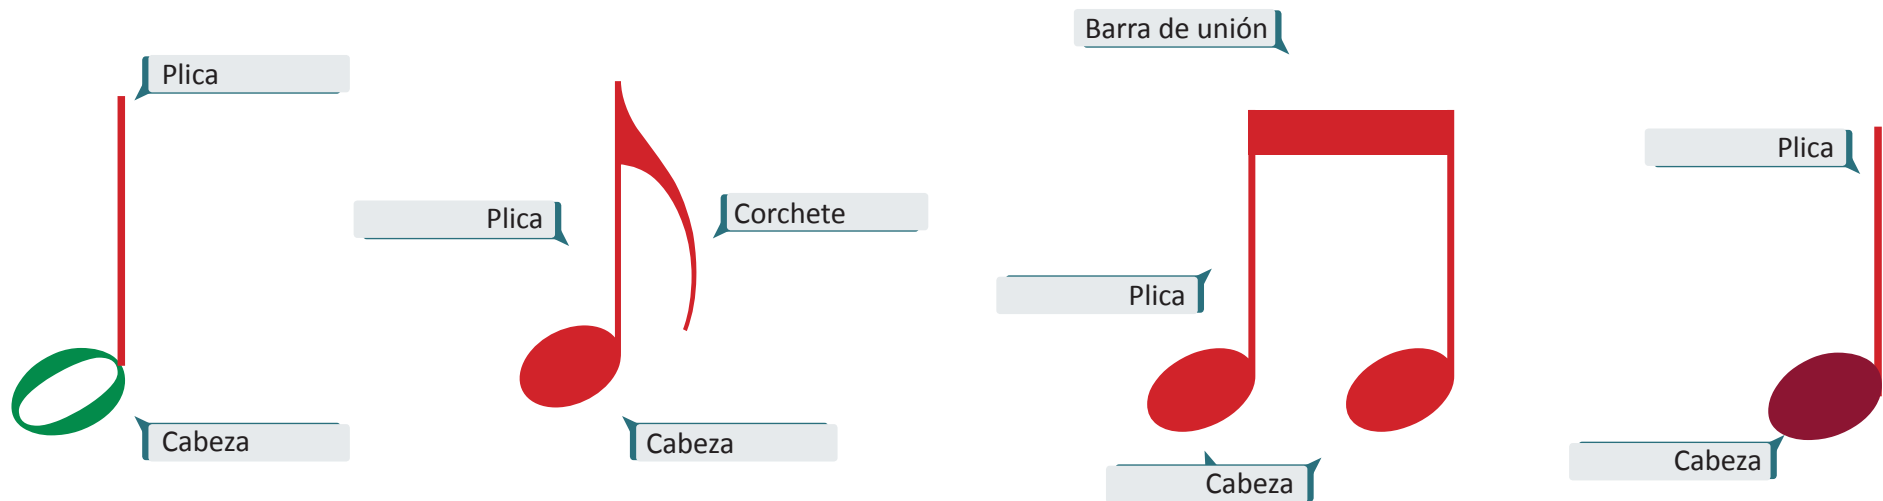 Plica
Cabeza
Plica
Corchete
Cabeza
Barra de unión
Plica
Cabeza
Plica
Cabeza